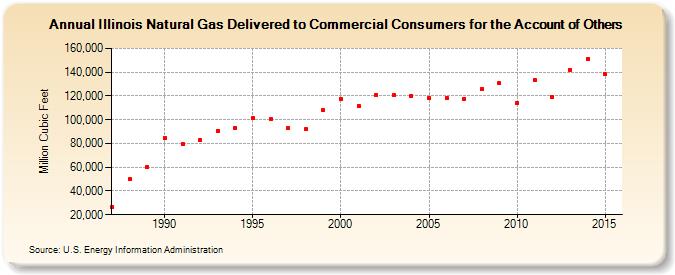 Annual Illinois Natural Gas Delivered to Commercial Consumers for the Account of Others
Million Cubic Feet
160,000
140,000
120,000
100,000
80,000
60,000
40,000
20,000
1990 1995 2000 2005 2010 2015
Source: U.S. Energy Information Administration